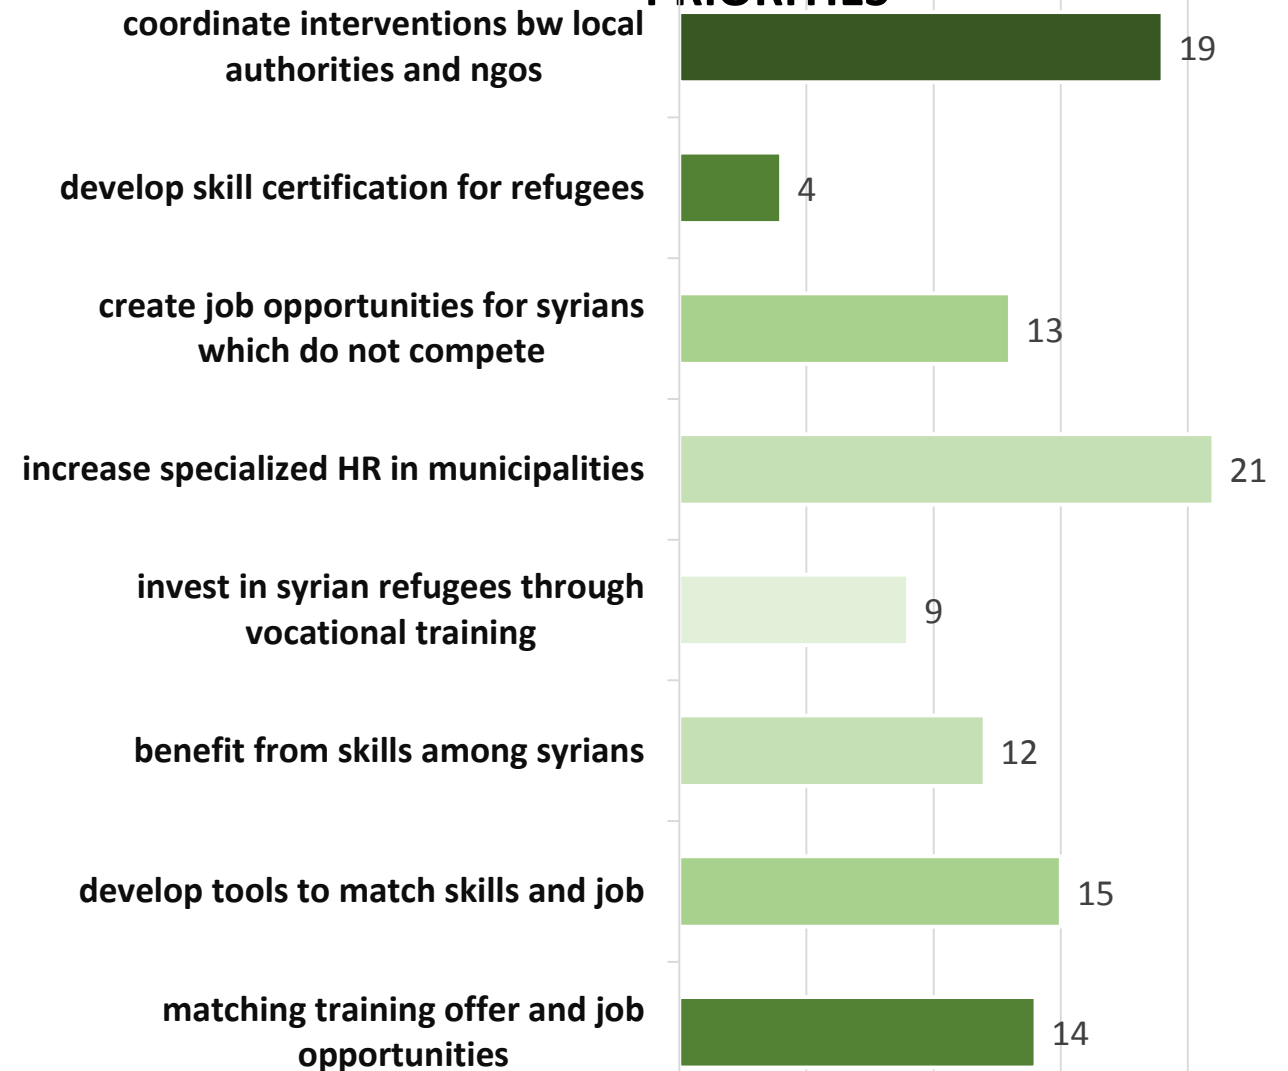 PRIORITIES
coordinate interventions bw local
authorities and ngos
19
develop skill certification for refugees
4
create job opportunities for syrians
which do not compete
13
increase specialized HR in municipalities
21
invest in syrian refugees through
vocational training
9
benefit from skills among syrians
12
develop tools to match skills and job
15
matching training offer and job
opportunities
14